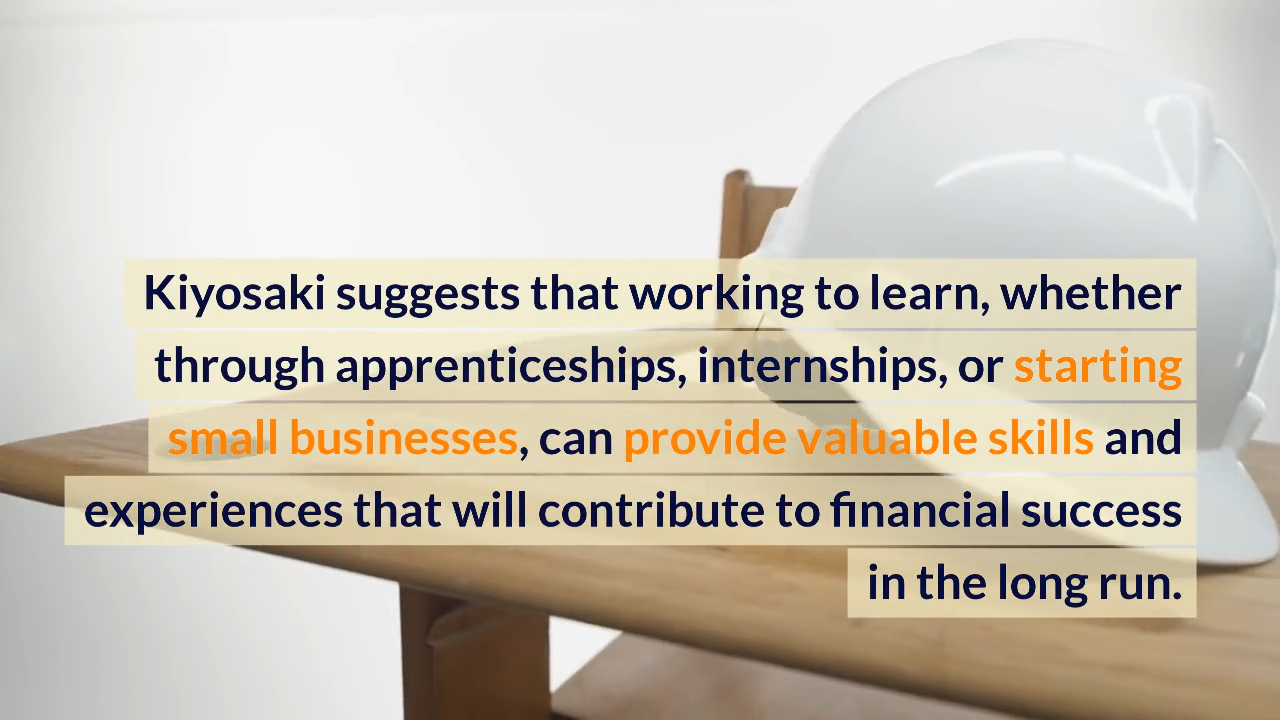 Kiyosaki suggests that working to learn, whether
through apprenticeships, internships, or starting
small businesses, can provide valuable skills and
experiences that will contribute to financial success
in the long run.